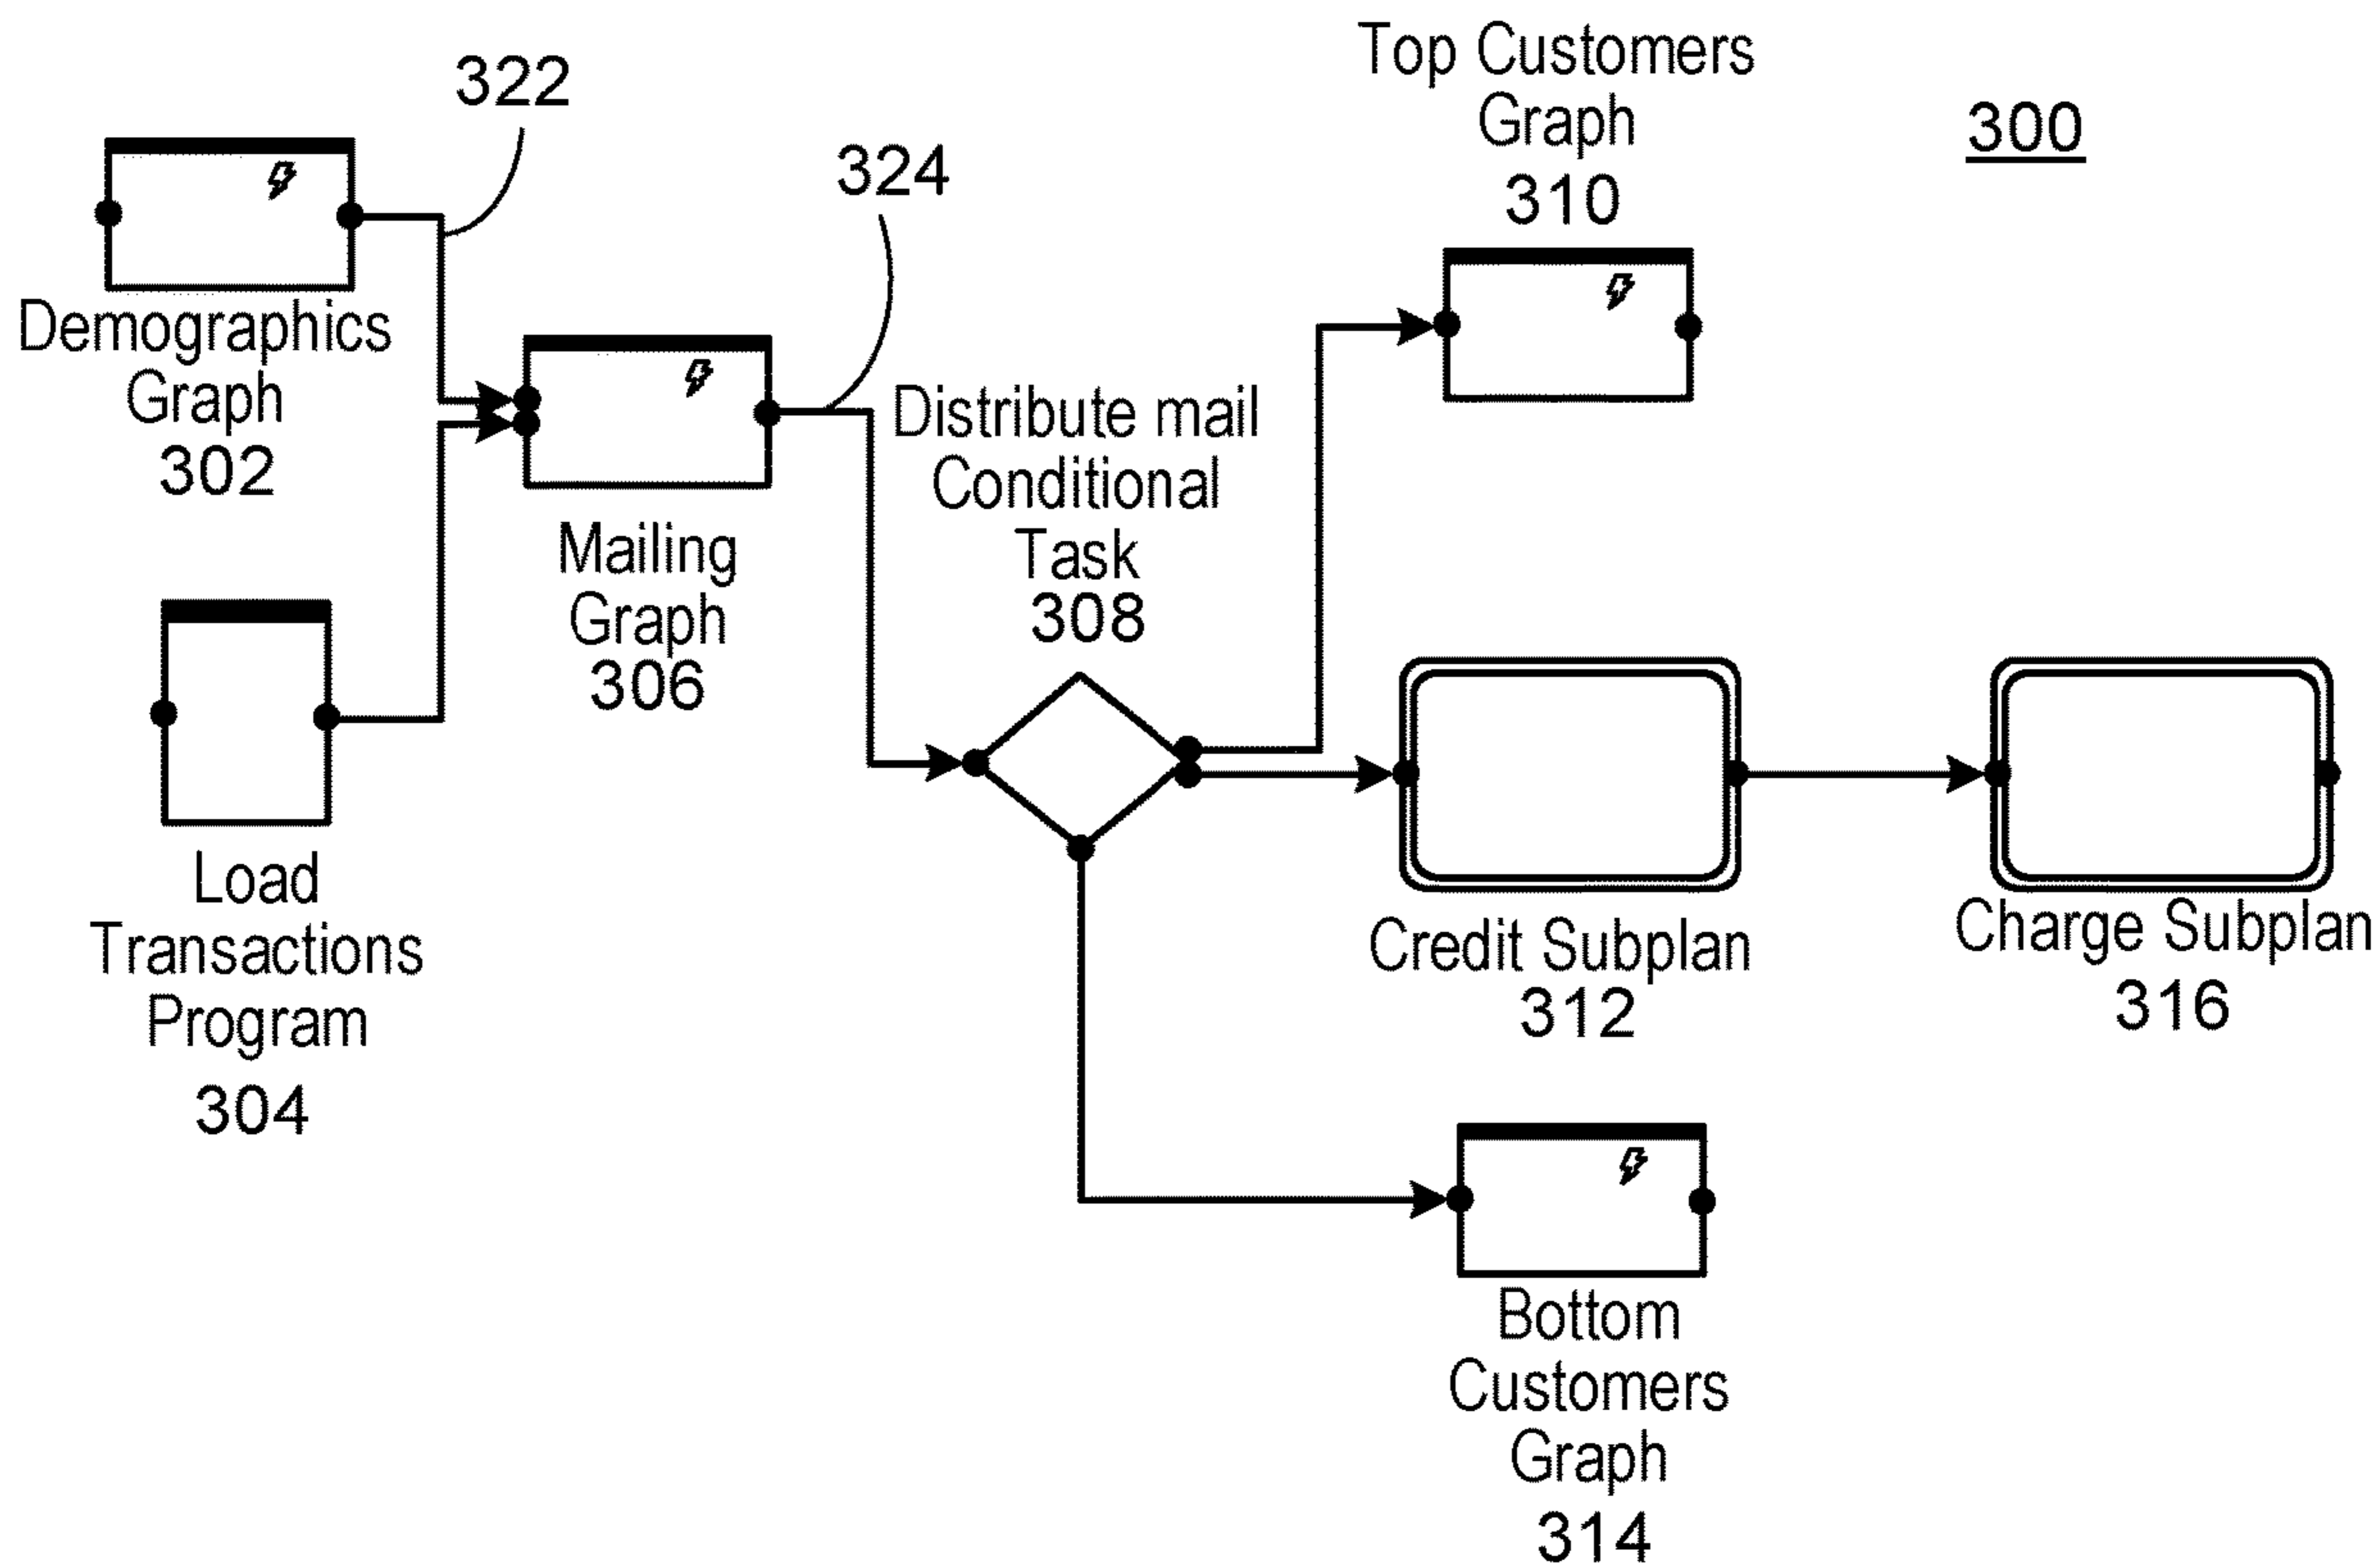 322
324
Top Customers
Graph
310
300
Demographics
Graph
302
Mailing
Graph
306
Distribute mail
Conditional
Task
308
Load
Transactions
Program
304
Credit Subplan
312
Charge Subplan
316
Bottom
Customers
Graph
314